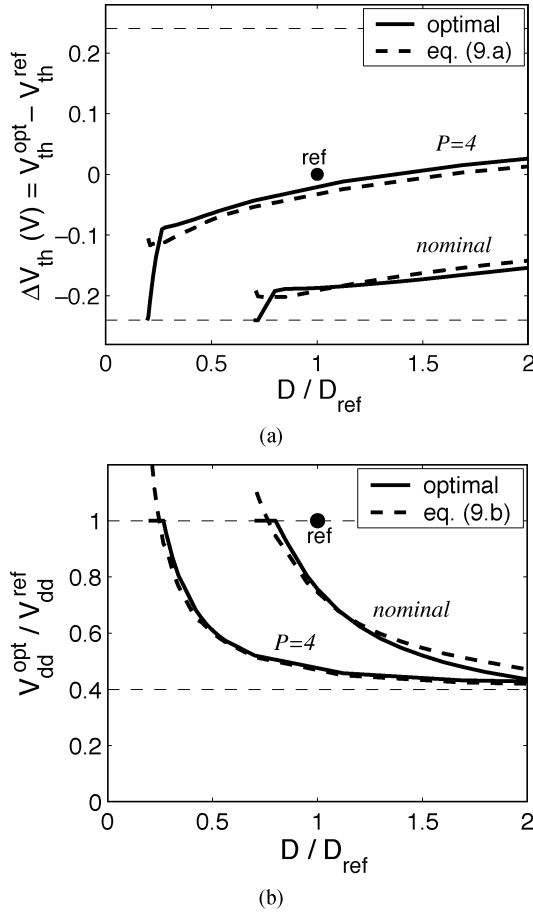 optimal
eq. (9.a)
0.2
0.1
0
−0.1
−0.2
ΔV_th (V) = V_th^opt − V_th^ref
P=4
ref
nominal
0
0.5
1
1.5
2
D / D_ref
(a)
optimal
eq. (9.b)
1
0.8
0.6
0.4
0.2
0
V_dd^opt / V_dd^ref
ref
nominal
P=4
0
0.5
1
1.5
2
D / D_ref
(b)